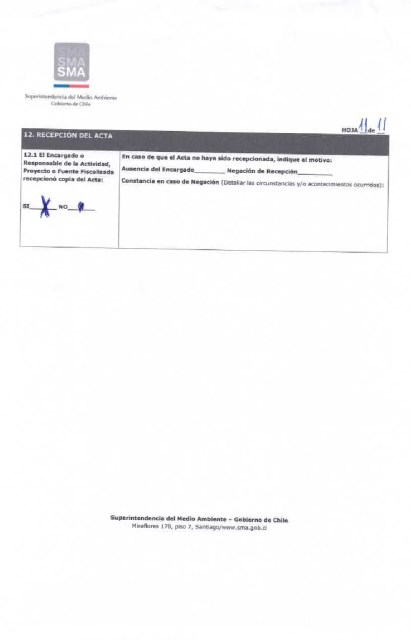 SMA
SMA
SMA
Superintendencia del Medio Ambiente
Gobierno de Chile
HOJA 11 de 11
12. RECEPCIÓN DEL ACTA
12.1 El Encargado o
Responsable de la Actividad,
Proyecto o Fuente Fiscalizada
recepcionó copia del Acta:
SI X NO
En caso de que el Acta no haya sido recepcionada, indique el motivo:
Ausencia del Encargado________ Negación de Recepción________
Constancia en caso de Negación (Detallar las circunstancias y/o acontecimientos ocurridos):
Superintendencia del Medio Ambiente – Gobierno de Chile
Miraflores 178, piso 7, Santiago/www.sma.gob.cl